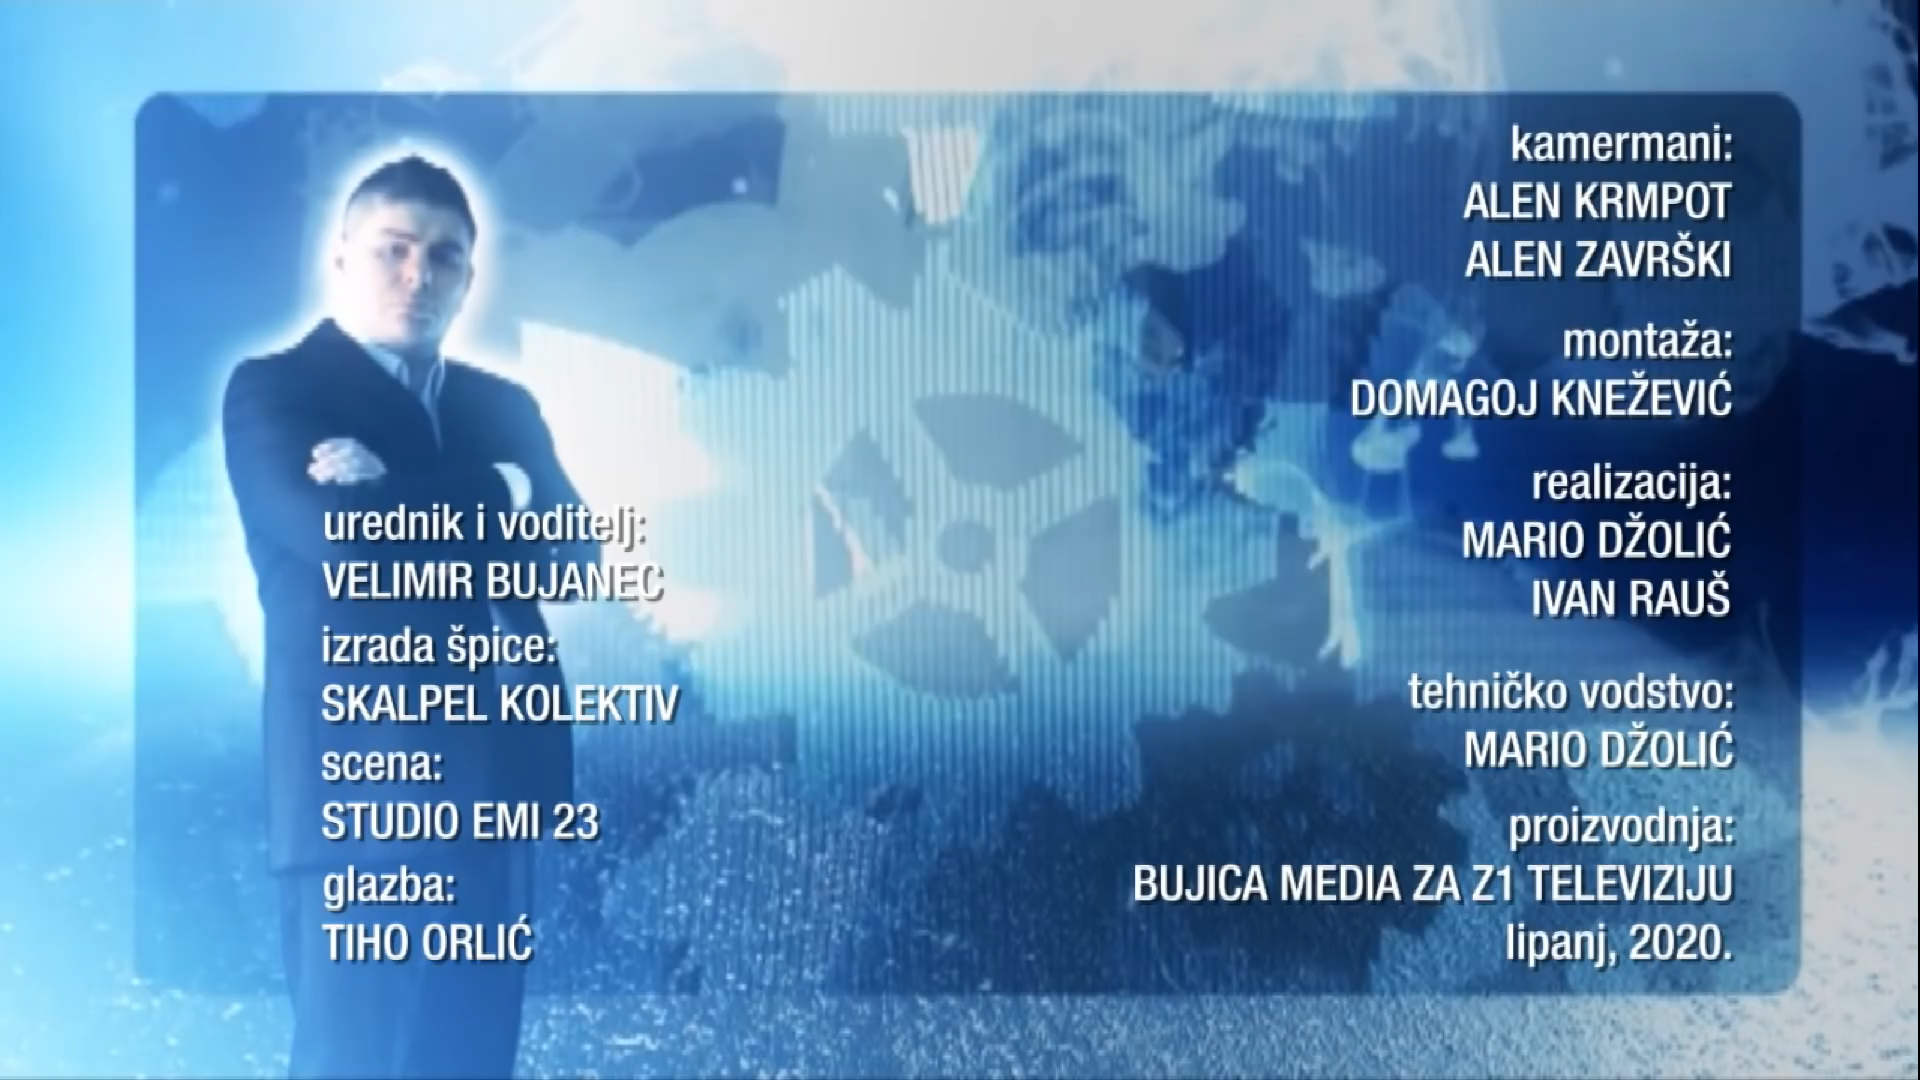 urednik i voditelj:
VELIMIR BUJANEC
izrada špice:
SKALPEL KOLEKTIV
scena:
STUDIO EMI 23
glazba:
TIHO ORLIĆ
kamermani:
ALEN KRMPOT
ALEN ZAVRŠKI
montaža:
DOMAGOJ KNEŽEVIĆ
realizacija:
MARIO DŽOLIĆ
IVAN RAUŠ
tehničko vodstvo:
MARIO DŽOLIĆ
proizvodnja:
BUJICA MEDIA ZA Z1 TELEVIZIJU
lipanj, 2020.